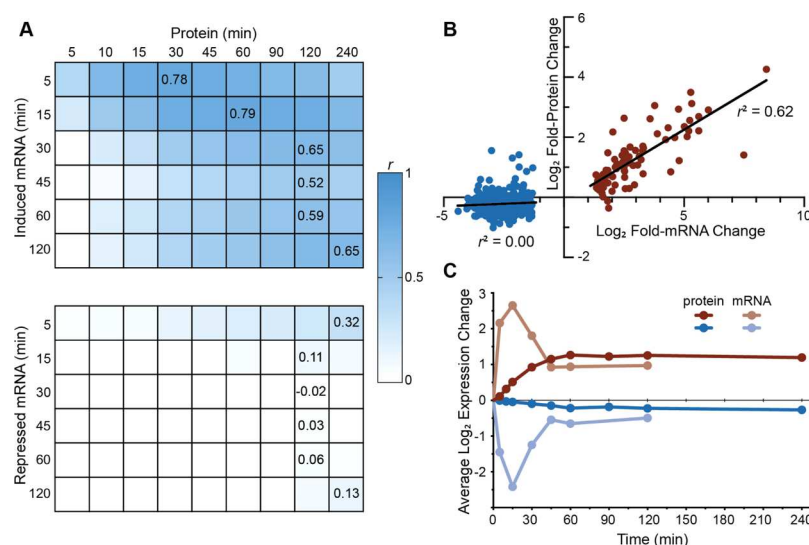 A
Protein (min)
5 10 15 30 45 60 90 120 240
Induced mRNA (min)
5 0.78
15 0.79
30 0.65
45 0.52
60 0.59
120 0.65
r
1
0.5
0
Repressed mRNA (min)
5 0.32
15 0.11
30 -0.02
45 0.03
60 0.06
120 0.13
B
Log₂ Fold-Protein Change
6
4
2
-2
-5 5 10
r² = 0.62
r² = 0.00
Log₂ Fold-mRNA Change
C
Average Log₂ Expression Change
protein mRNA
3
2
1
0
-1
-2
0 30 60 90 120 150 180 210 240
Time (min)